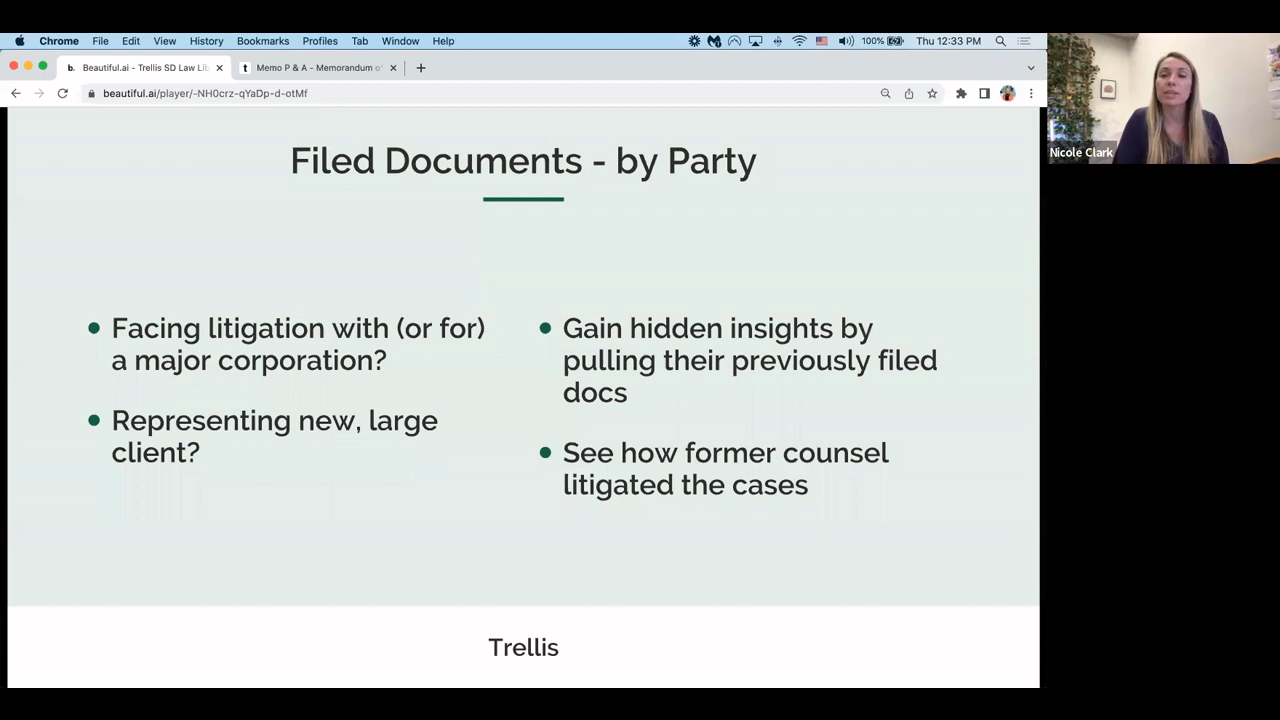 Chrome File Edit View History Bookmarks Profiles Tab Window Help 100% Thu 12:33 PM
b. Beautiful.ai - Trellis SD Law Lib
t Memo P & A - Memorandum o
beautiful.ai/player/-NH0crz-qYaDp-d-otMf
Nicole Clark
Filed Documents - by Party
Facing litigation with (or for)
a major corporation?
Representing new, large
client?
Gain hidden insights by
pulling their previously filed
docs
See how former counsel
litigated the cases
Trellis